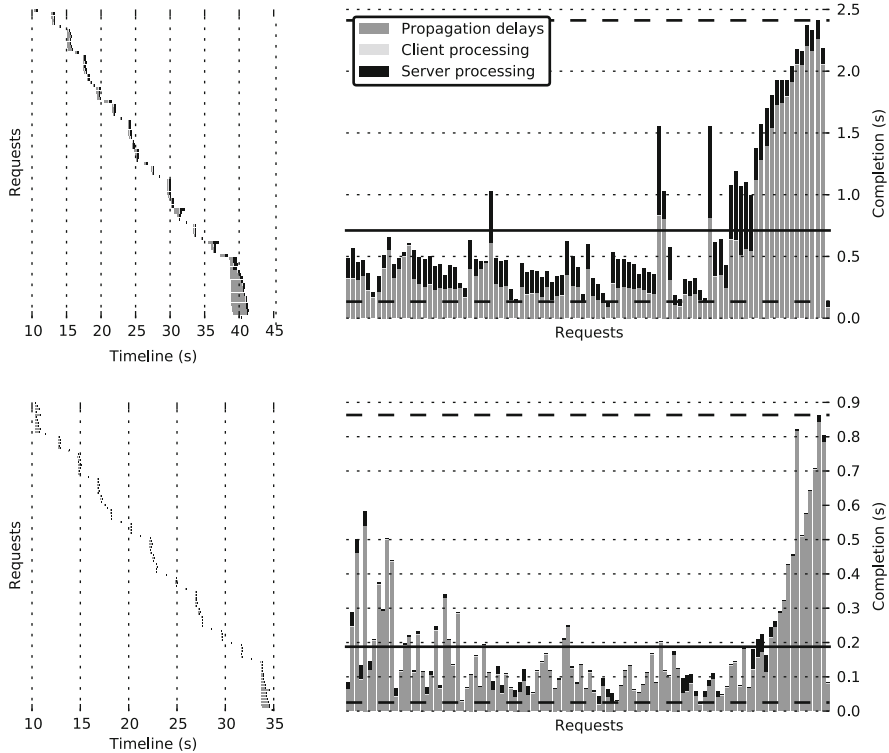 Requests
10 15 20 25 30 35 40 45
Timeline (s)
Propagation delays
Client processing
Server processing
2.5
2.0
1.5
1.0
0.5
0.0
Completion (s)
Requests
Requests
10 15 20 25 30 35
Timeline (s)
0.9
0.8
0.7
0.6
0.5
0.4
0.3
0.2
0.1
0.0
Completion (s)
Requests